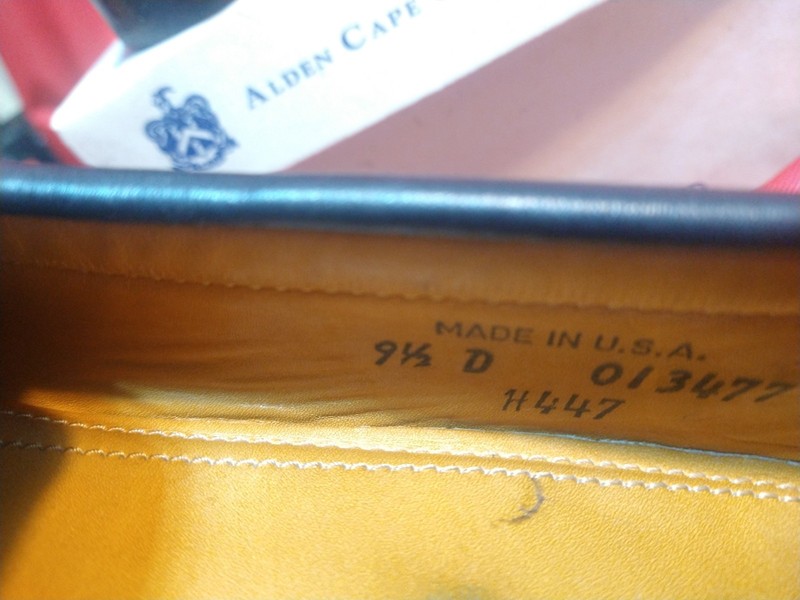 ALDEN CAPE
MADE IN U.S.A.
9½ D 013477
H447